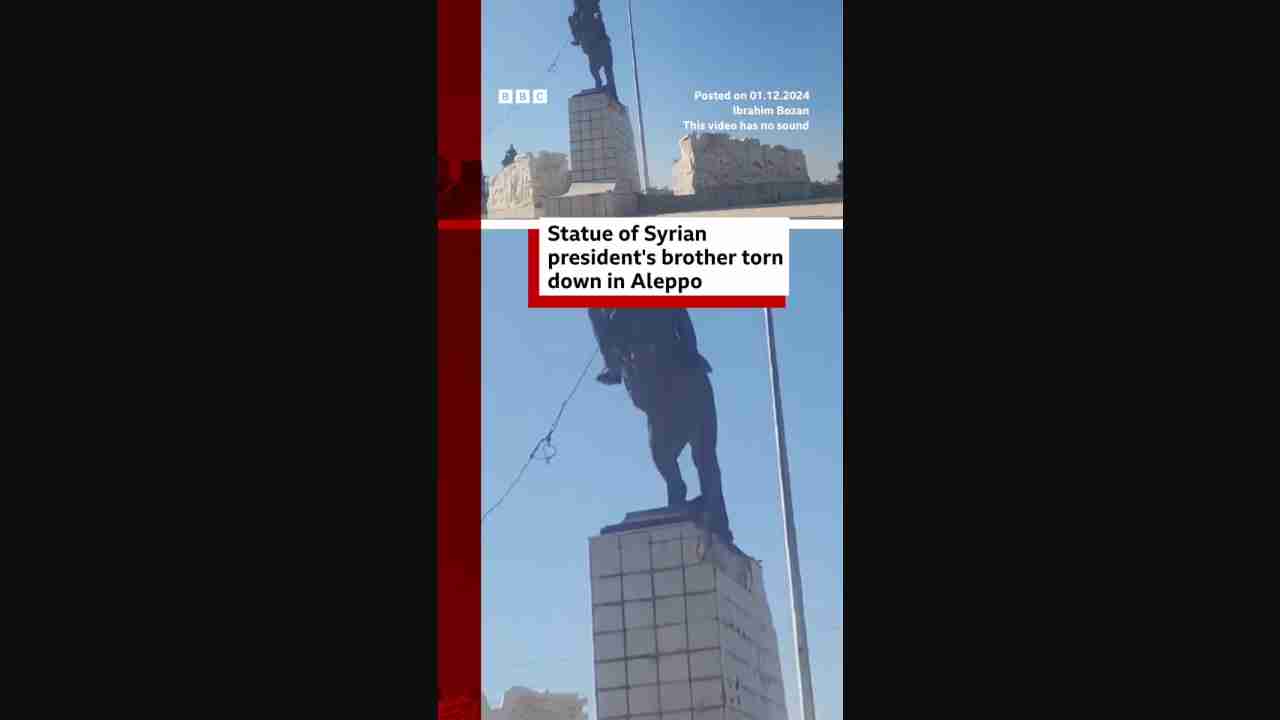 BBC
Posted on 01.12.2024
Ibrahim Bozan
This video has no sound
Statue of Syrian
president's brother torn
down in Aleppo